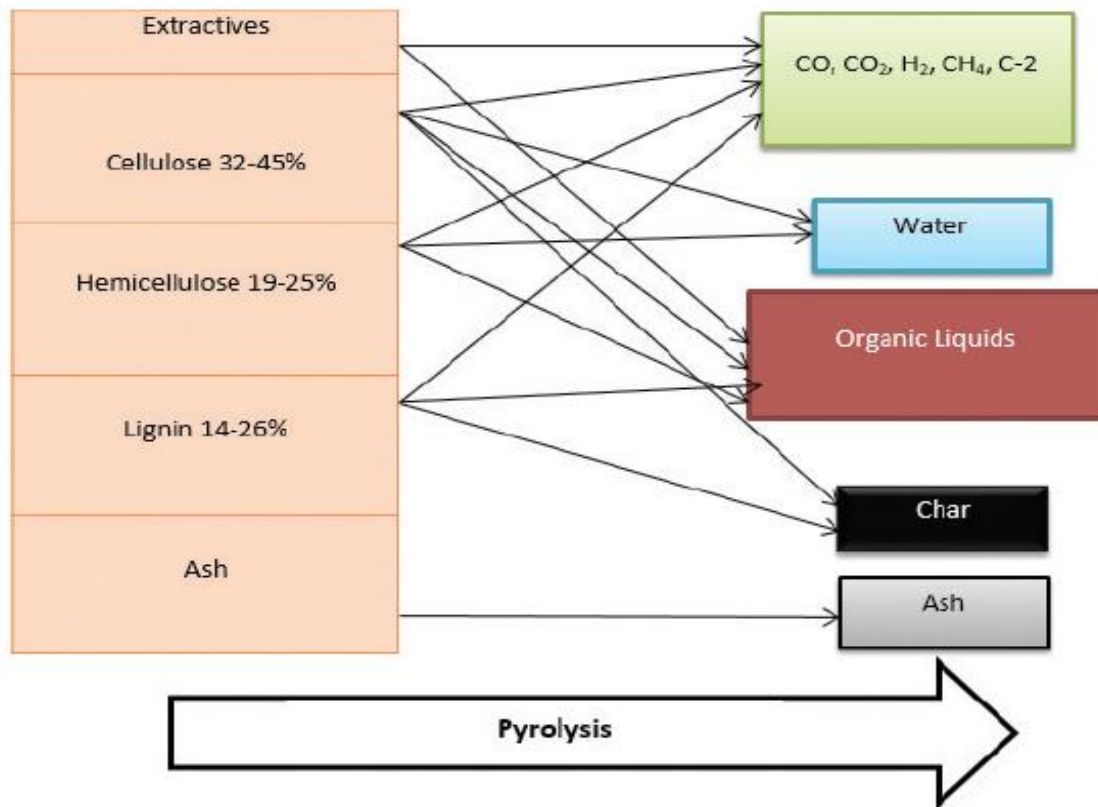 Extractives
Cellulose 32-45%
Hemicellulose 19-25%
Lignin 14-26%
Ash
CO, CO₂, H₂, CH₄, C-2
Water
Organic Liquids
Char
Ash
Pyrolysis